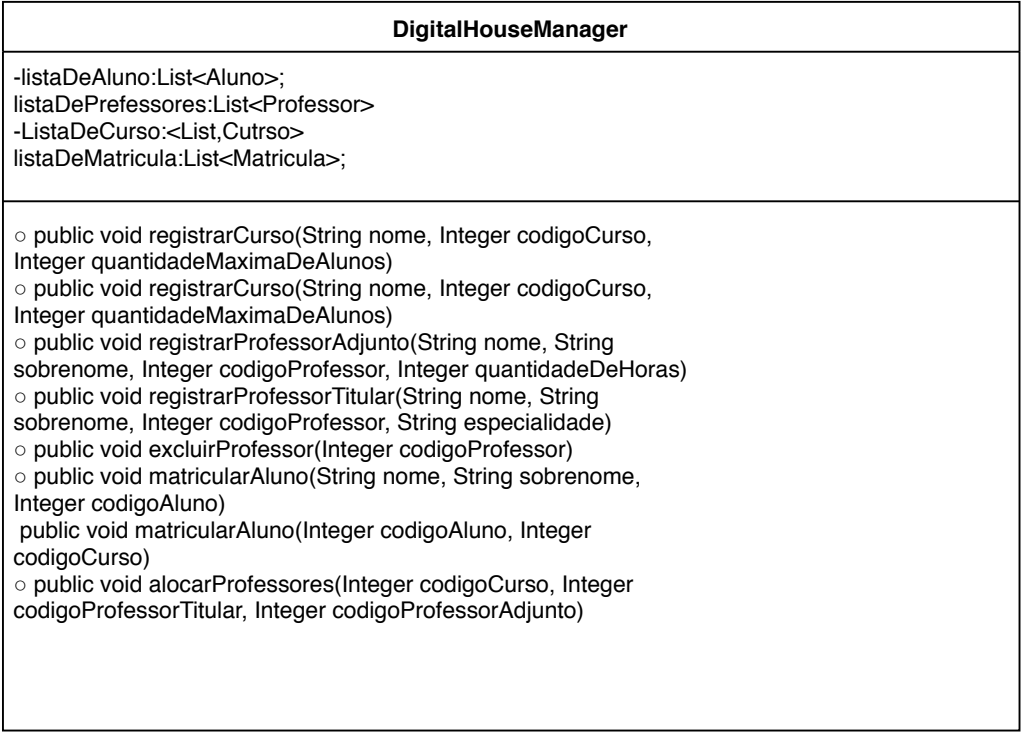 DigitalHouseManager
-listaDeAluno:List<Aluno>;
listaDePrefessores:List<Professor>
-ListaDeCurso:<List,Cutrso>
listaDeMatricula:List<Matricula>;
○ public void registrarCurso(String nome, Integer codigoCurso,
Integer quantidadeMaximaDeAlunos)
○ public void registrarCurso(String nome, Integer codigoCurso,
Integer quantidadeMaximaDeAlunos)
○ public void registrarProfessorAdjunto(String nome, String
sobrenome, Integer codigoProfessor, Integer quantidadeDeHoras)
○ public void registrarProfessorTitular(String nome, String
sobrenome, Integer codigoProfessor, String especialidade)
○ public void excluirProfessor(Integer codigoProfessor)
○ public void matricularAluno(String nome, String sobrenome,
Integer codigoAluno)
public void matricularAluno(Integer codigoAluno, Integer
codigoCurso)
○ public void alocarProfessores(Integer codigoCurso, Integer
codigoProfessorTitular, Integer codigoProfessorAdjunto)